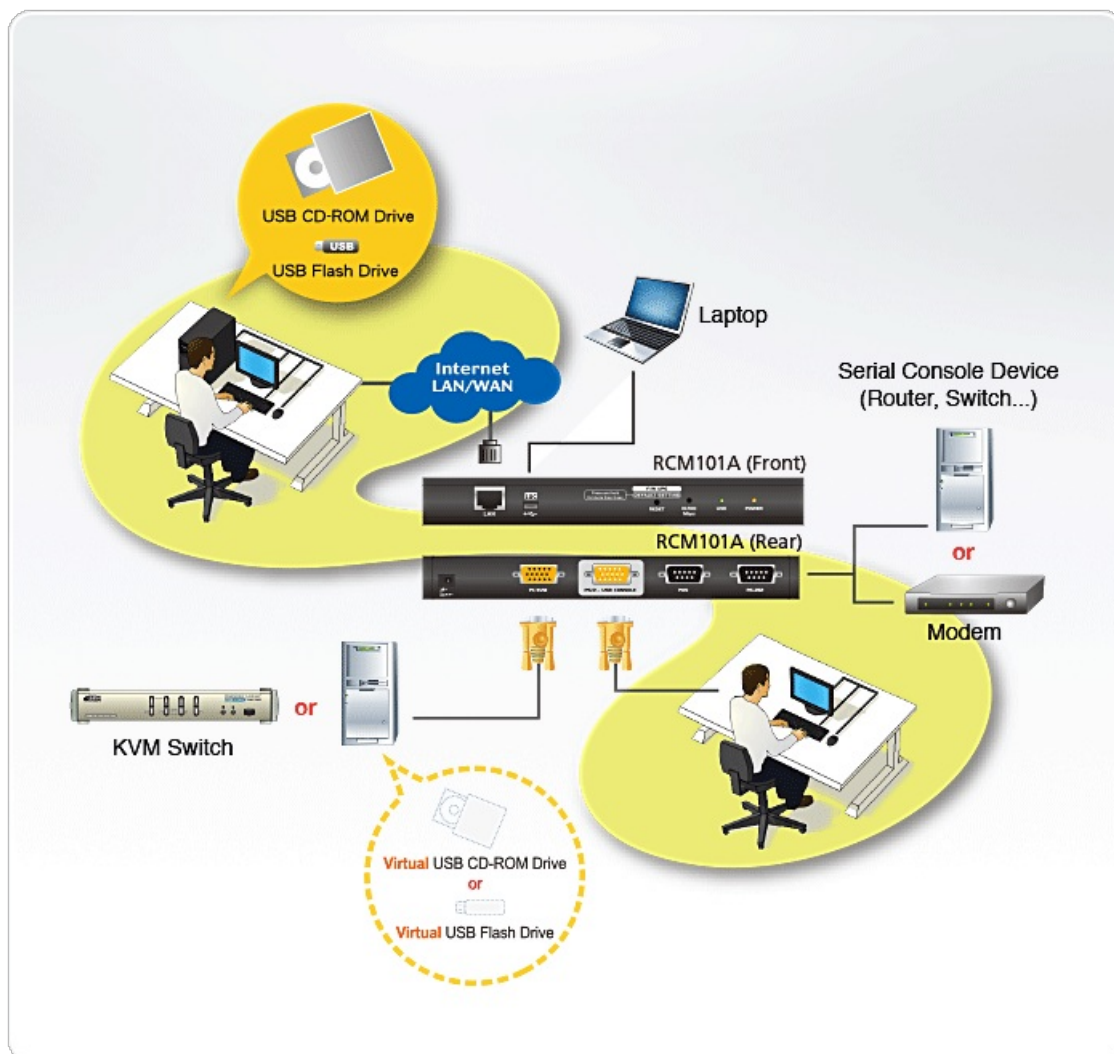 USB CD-ROM Drive
USB
USB Flash Drive
Internet
LAN/WAN
Laptop
Serial Console Device
(Router, Switch...)
RCM101A (Front)
LAN
RESET
LINK
POWER
RCM101A (Rear)
or
Modem
KVM Switch
or
Virtual USB CD-ROM Drive
or
Virtual USB Flash Drive